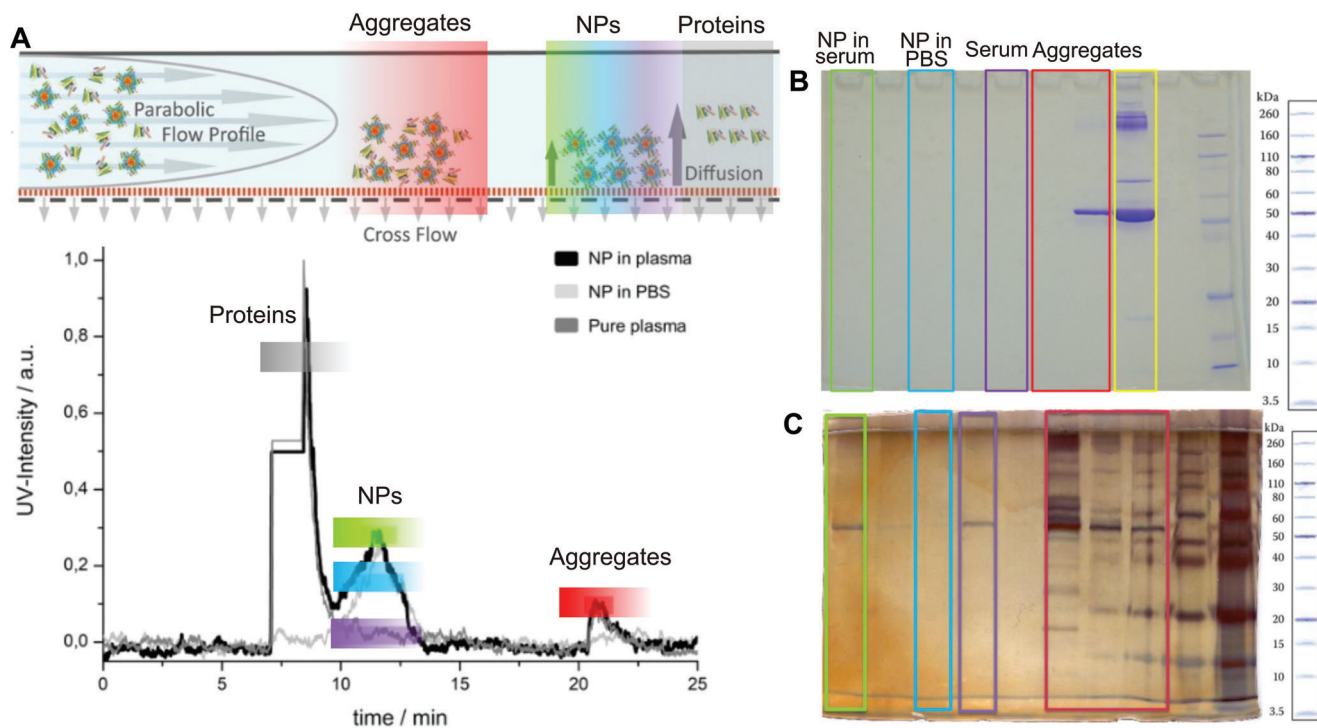 A
Aggregates
NPs
Proteins
Parabolic
Flow Profile
Diffusion
Cross Flow
UV-Intensity / a.u.
1,0
0,8
0,6
0,4
0,2
0,0
Proteins
NPs
Aggregates
NP in plasma
NP in PBS
Pure plasma
0
5
10
15
20
25
time / min
B
NP in
serum
NP in
PBS
Serum
Aggregates
kDa
260
160
110
80
60
50
40
30
20
15
10
3.5
C
kDa
260
160
110
80
60
50
40
30
20
15
10
3.5